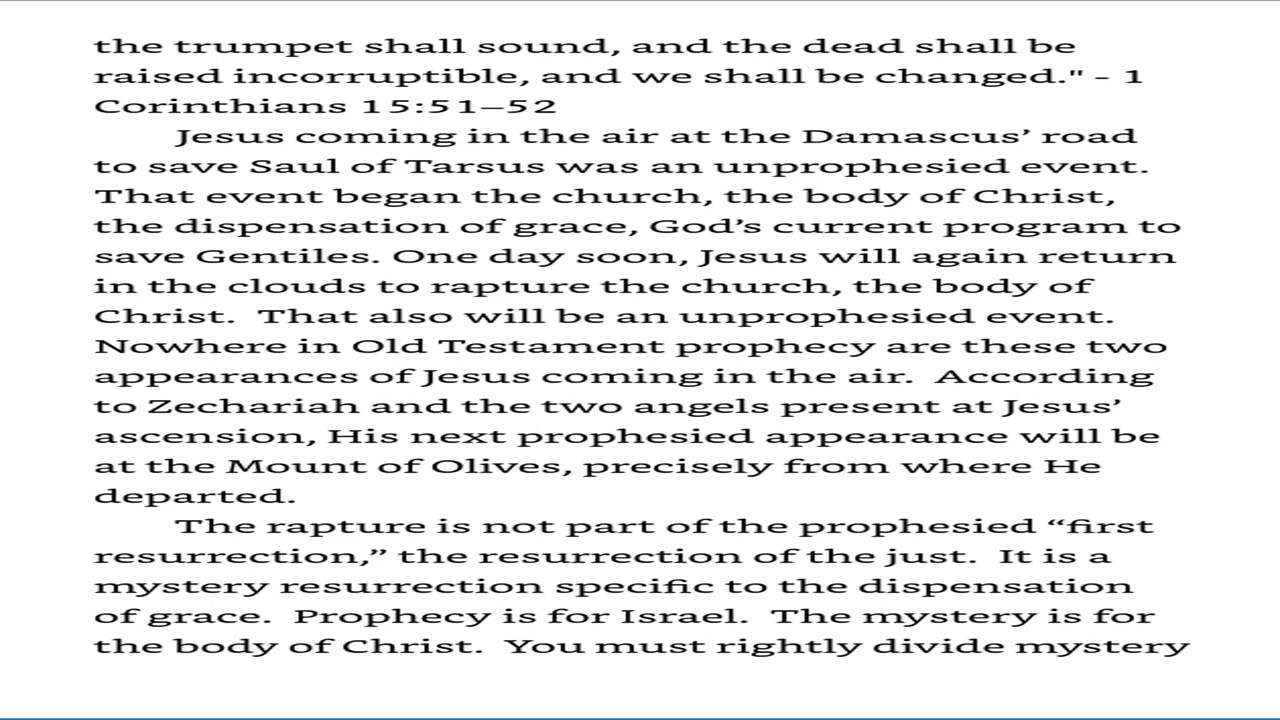 the trumpet shall sound, and the dead shall be
raised incorruptible, and we shall be changed." - 1
Corinthians 15:51–52
Jesus coming in the air at the Damascus’ road
to save Saul of Tarsus was an unprophesied event.
That event began the church, the body of Christ,
the dispensation of grace, God’s current program to
save Gentiles. One day soon, Jesus will again return
in the clouds to rapture the church, the body of
Christ.  That also will be an unprophesied event.
Nowhere in Old Testament prophecy are these two
appearances of Jesus coming in the air.  According
to Zechariah and the two angels present at Jesus’
ascension, His next prophesied appearance will be
at the Mount of Olives, precisely from where He
departed.
The rapture is not part of the prophesied “first
resurrection,” the resurrection of the just.  It is a
mystery resurrection specific to the dispensation
of grace.  Prophecy is for Israel.  The mystery is for
the body of Christ.  You must rightly divide mystery